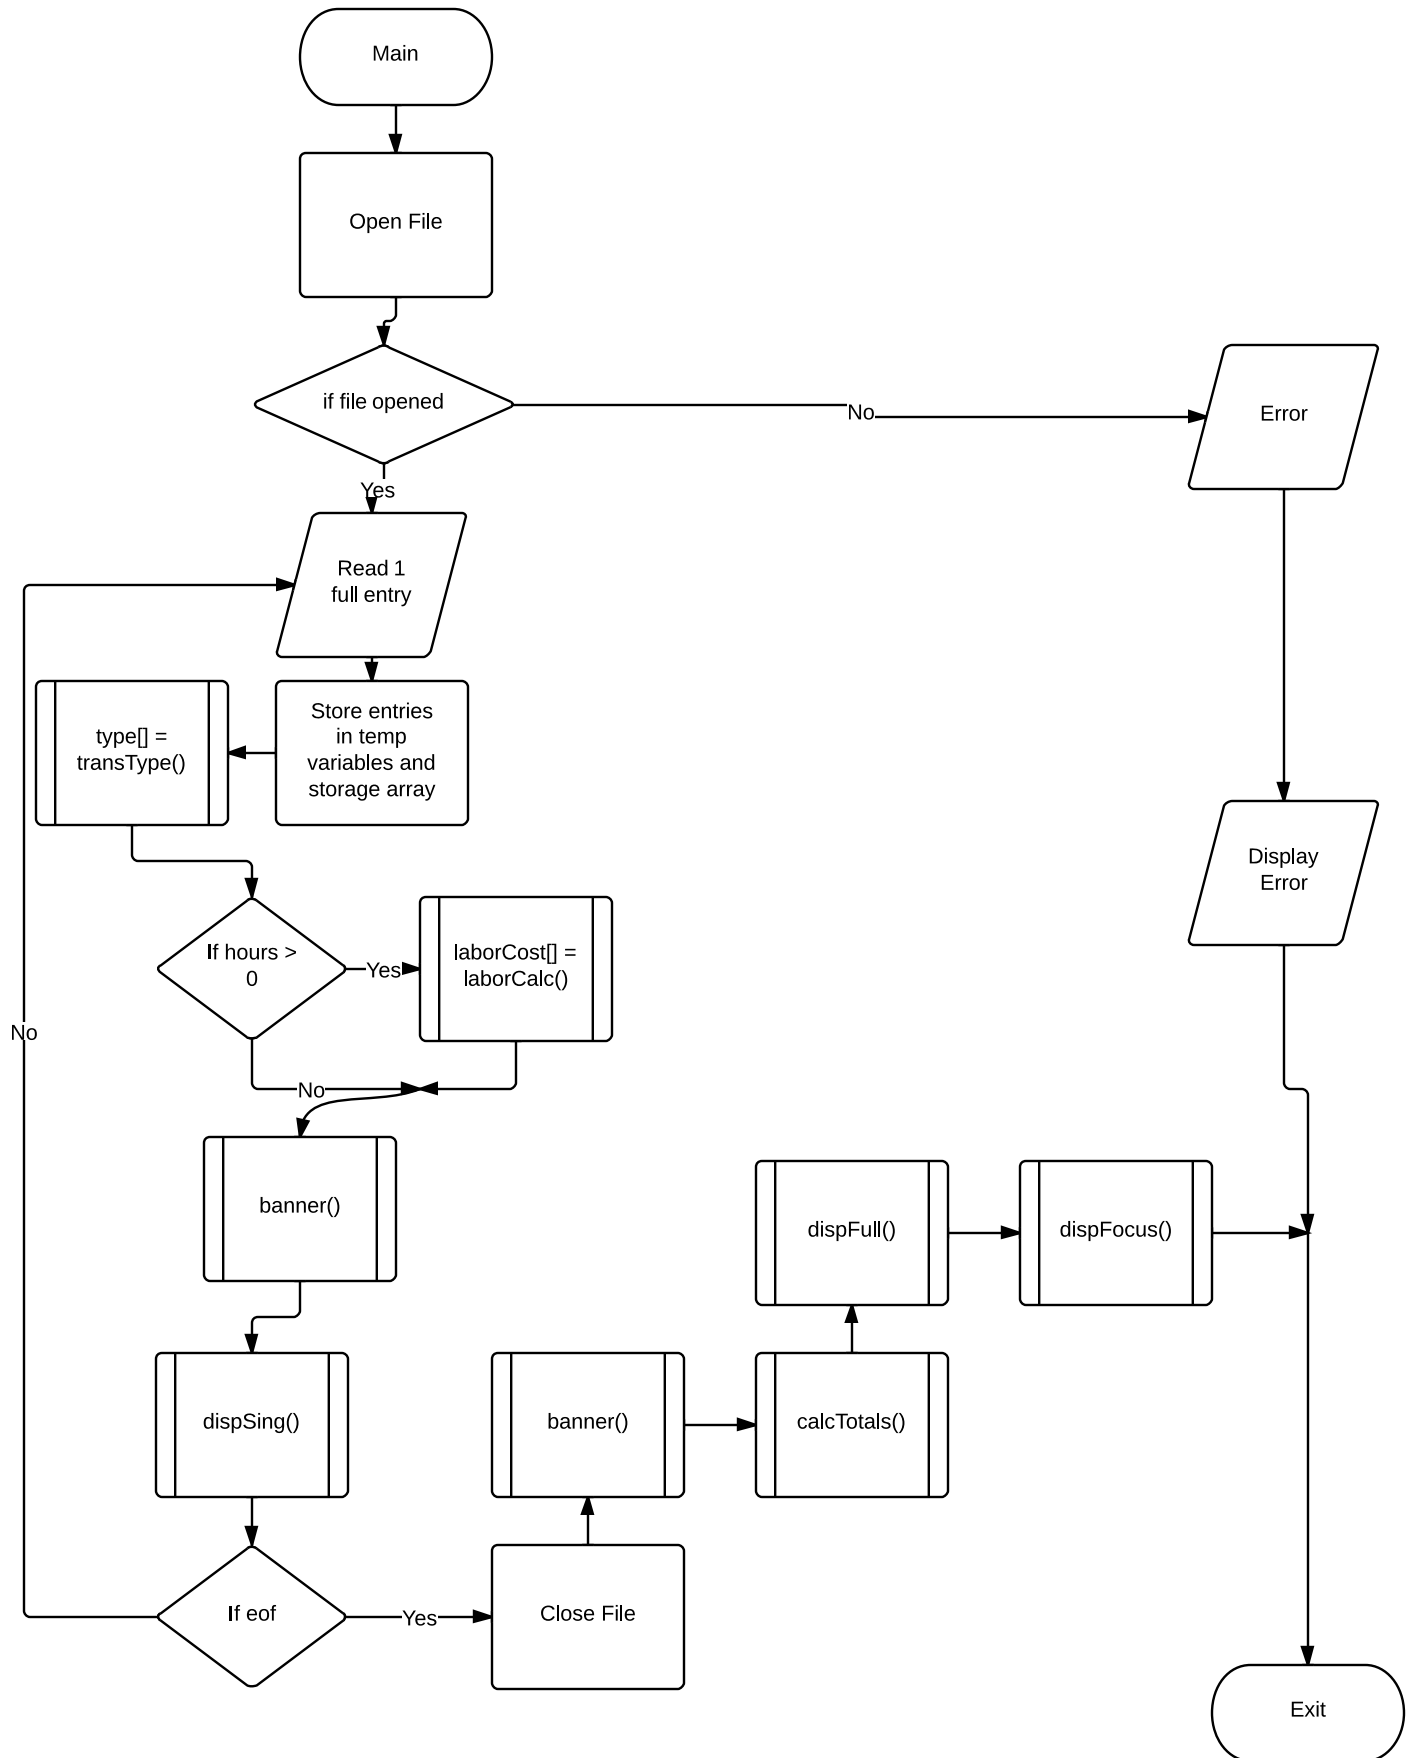 Main
Open File
if file opened
No
Error
Yes
Read 1
full entry
type[] =
transType()
Store entries
in temp
variables and
storage array
Display
Error
If hours >
0
Yes
laborCost[] =
laborCalc()
No
No
banner()
dispFull()
dispFocus()
dispSing()
banner()
calcTotals()
If eof
Yes
Close File
Exit